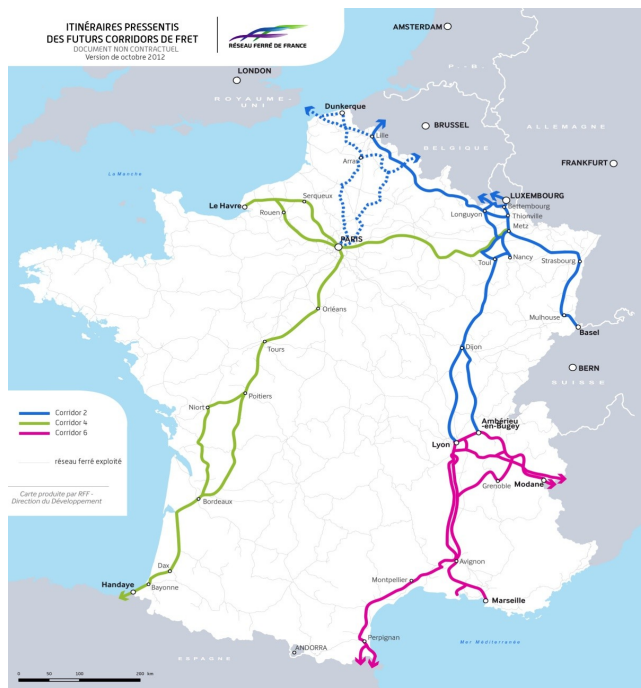 ITINÉRAIRES PRESSENTIS
DES FUTURS CORRIDORS DE FRET
DOCUMENT NON CONTRACTUEL
Version de octobre 2012
RÉSEAU FERRÉ DE FRANCE
AMSTERDAM
LONDON
ROYAUME-
UNI
P.-B.
Dunkerque
Lille
BRUSSEL
BELGIQUE
ALLEMAGNE
Arras
FRANKFURT
La Manche
LUXEMBOURG
Bettembourg
Le Havre
Serqueux
Rouen
Longuyon
Thionville
Metz
PARIS
Toul
Nancy
Strasbourg
Orléans
Mulhouse
Basel
Tours
Dijon
BERN
SUISSE
Poitiers
Niort
Corridor 2
Corridor 4
Corridor 6
réseau ferré exploité
Carte produite par RFF -
Direction du Développement
Ambérieu
-en-Bugey
Lyon
Grenoble
Modane
Bordeaux
Avignon
Dax
Bayonne
Handaye
Montpellier
Marseille
Perpignan
Mer Méditerranée
ANDORRA
ESPAGNE
0 50 100 200 km